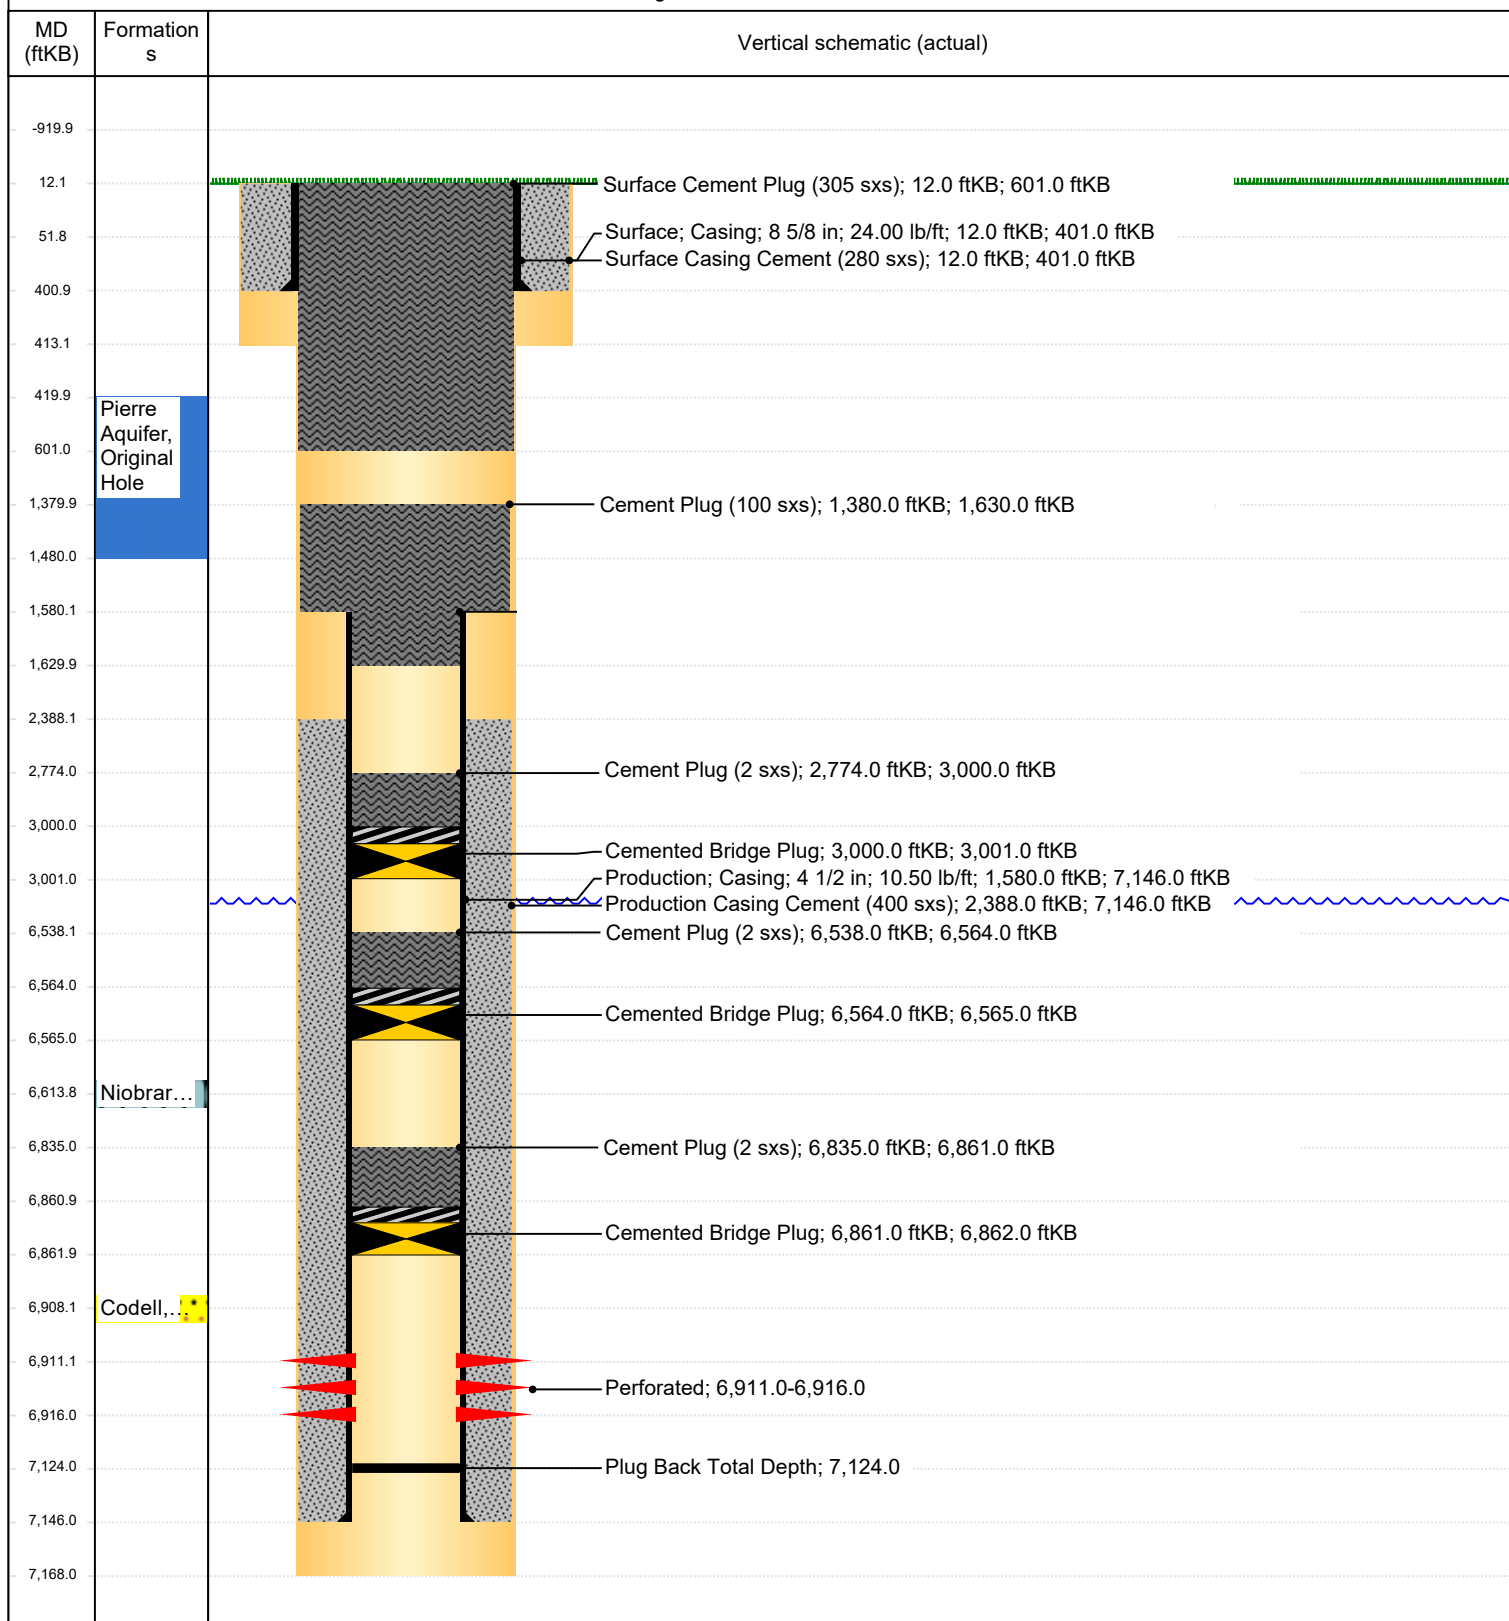 MD
(ftKB)
Formation
s
Vertical schematic (actual)
-919.9
12.1
Surface Cement Plug (305 sxs); 12.0 ftKB; 601.0 ftKB
51.8
Surface; Casing; 8 5/8 in; 24.00 lb/ft; 12.0 ftKB; 401.0 ftKB
Surface Casing Cement (280 sxs); 12.0 ftKB; 401.0 ftKB
400.9
413.1
419.9
Pierre
Aquifer,
Original
Hole
601.0
1,379.9
Cement Plug (100 sxs); 1,380.0 ftKB; 1,630.0 ftKB
1,480.0
1,580.1
1,629.9
2,388.1
2,774.0
Cement Plug (2 sxs); 2,774.0 ftKB; 3,000.0 ftKB
3,000.0
Cemented Bridge Plug; 3,000.0 ftKB; 3,001.0 ftKB
3,001.0
Production; Casing; 4 1/2 in; 10.50 lb/ft; 1,580.0 ftKB; 7,146.0 ftKB
Production Casing Cement (400 sxs); 2,388.0 ftKB; 7,146.0 ftKB
6,538.1
Cement Plug (2 sxs); 6,538.0 ftKB; 6,564.0 ftKB
6,564.0
Cemented Bridge Plug; 6,564.0 ftKB; 6,565.0 ftKB
6,565.0
6,613.8
Niobrar…
6,835.0
Cement Plug (2 sxs); 6,835.0 ftKB; 6,861.0 ftKB
6,860.9
Cemented Bridge Plug; 6,861.0 ftKB; 6,862.0 ftKB
6,861.9
6,908.1
Codell,…
6,911.1
Perforated; 6,911.0-6,916.0
6,916.0
7,124.0
Plug Back Total Depth; 7,124.0
7,146.0
7,168.0